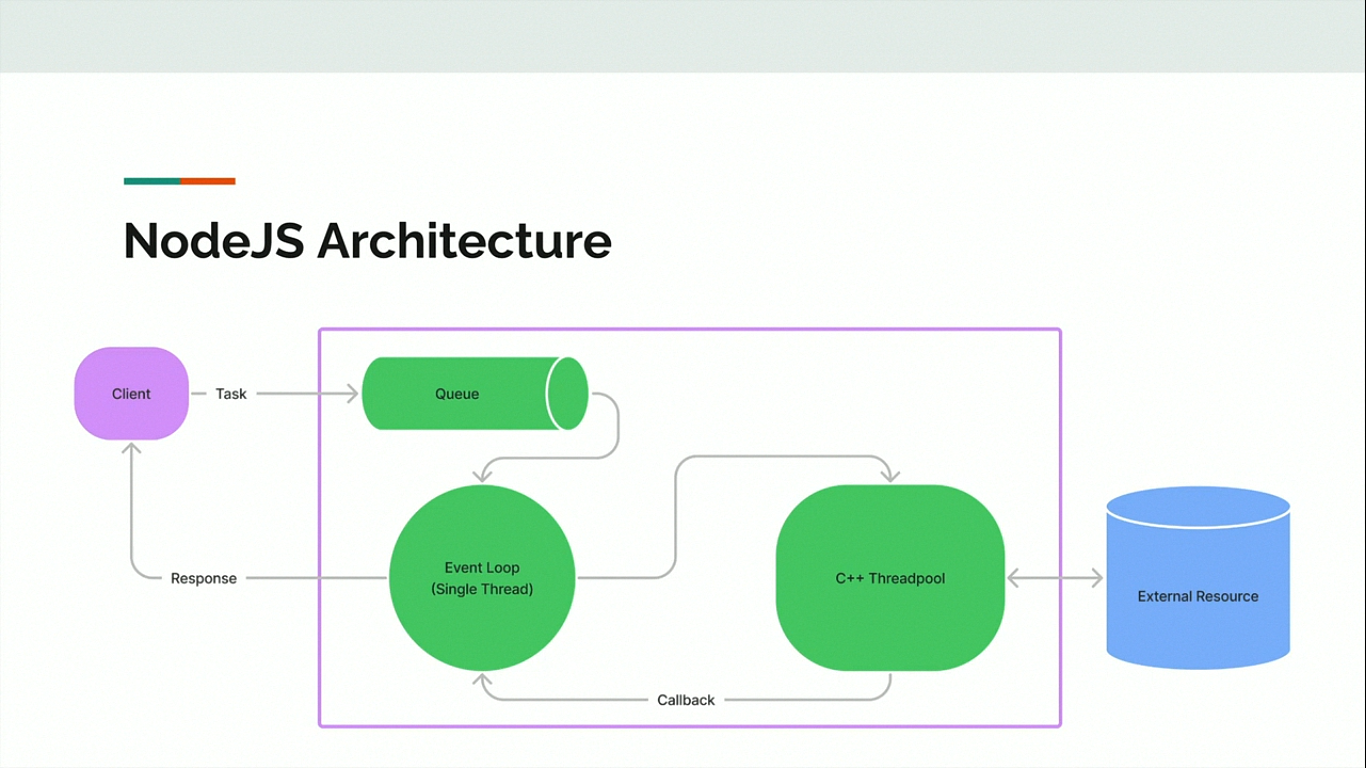 NodeJS Architecture
Client
Task
Queue
Event Loop
(Single Thread)
C++ Threadpool
External Resource
Response
Callback